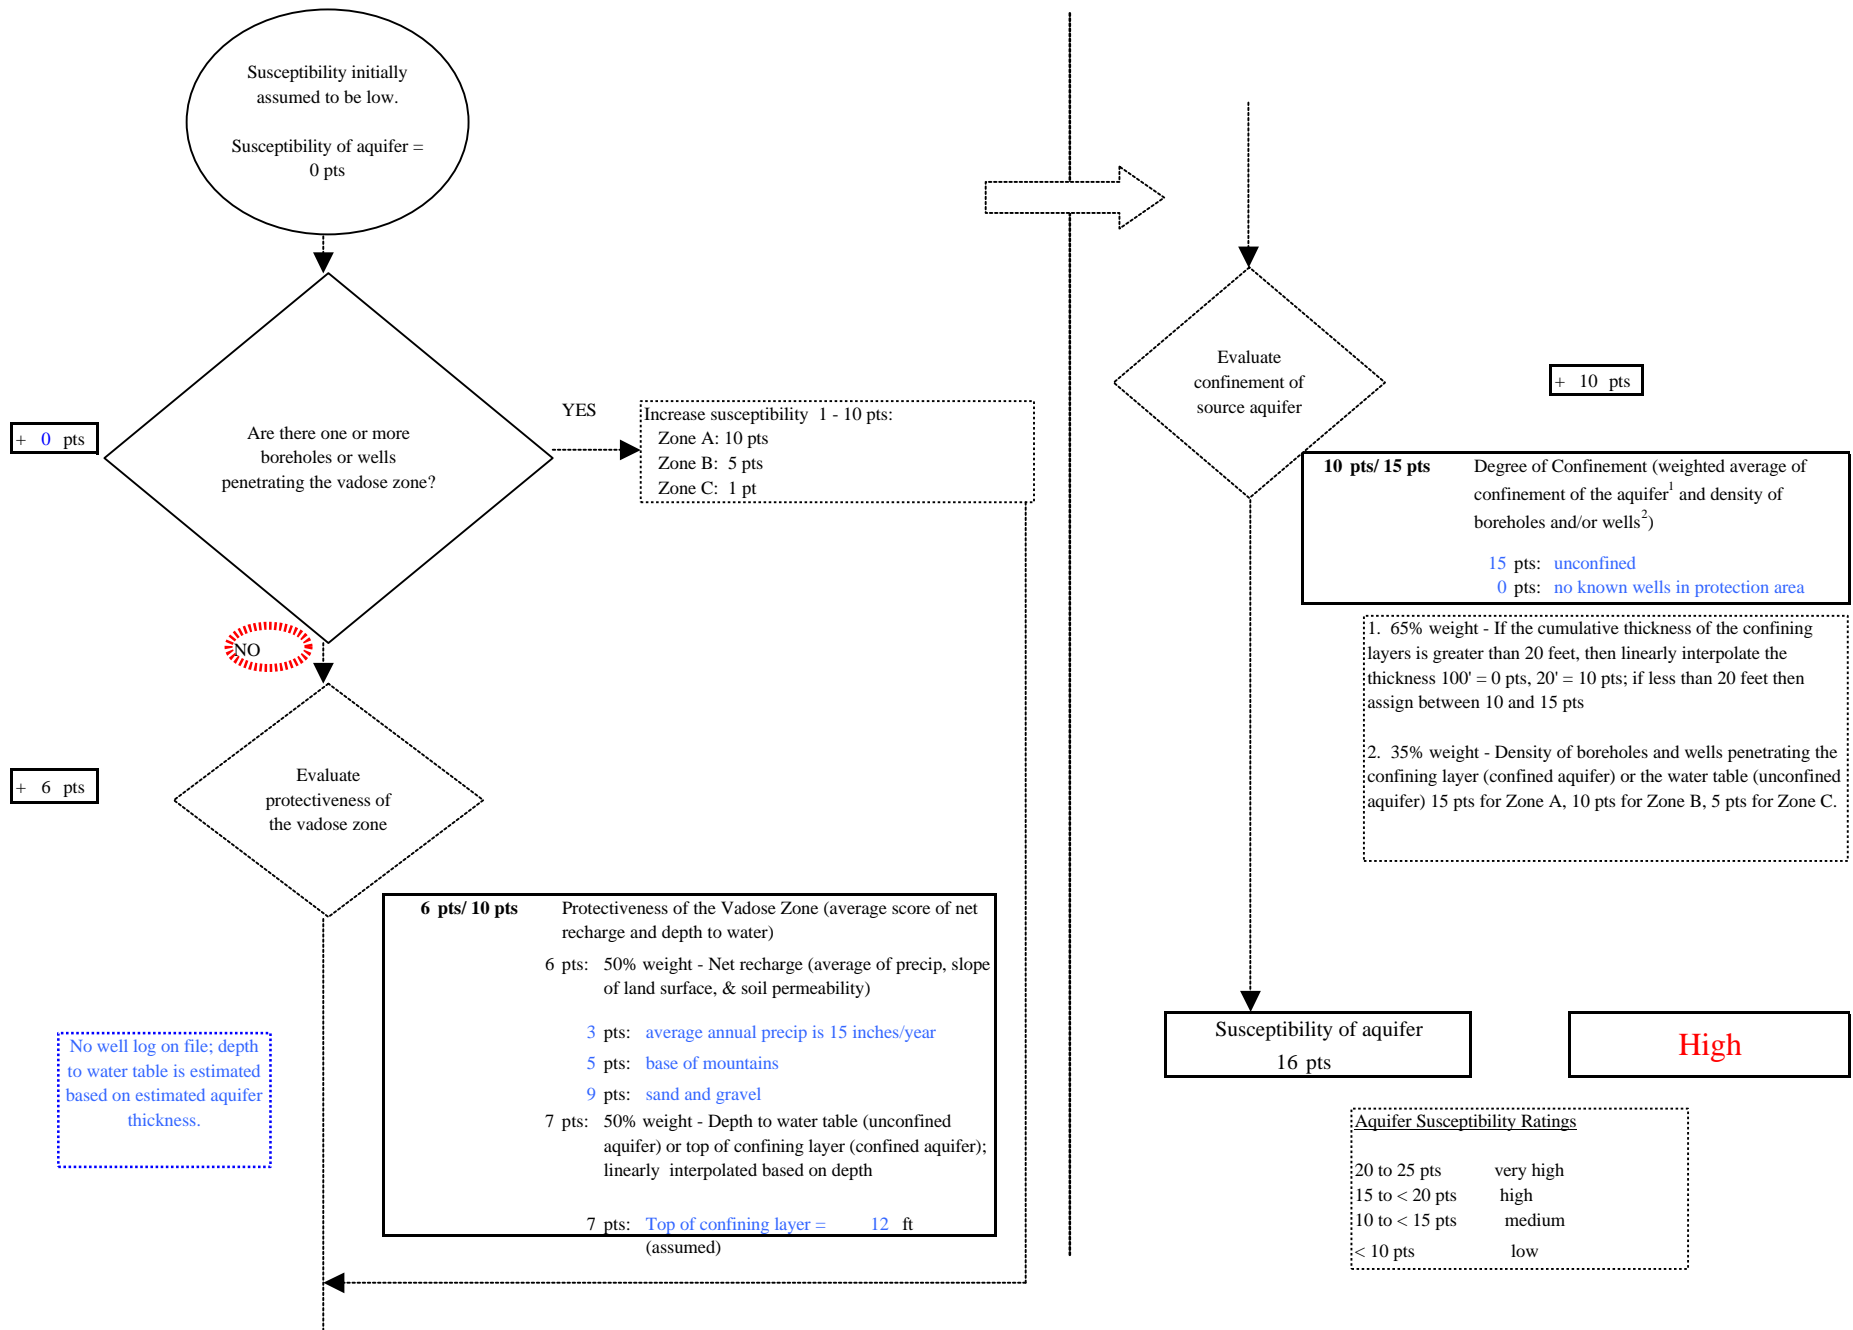 Susceptibility initially
assumed to be low.
Susceptibility of aquifer =
0 pts
+ 0 pts
Are there one or more
boreholes or wells
penetrating the vadose zone?
YES
Increase susceptibility 1 - 10 pts:
Zone A: 10 pts
Zone B: 5 pts
Zone C: 1 pt
NO
+ 6 pts
Evaluate
protectiveness of
the vadose zone
6 pts/ 10 pts Protectiveness of the Vadose Zone (average score of net
recharge and depth to water)
6 pts: 50% weight - Net recharge (average of precip, slope
of land surface, & soil permeability)
3 pts: average annual precip is 15 inches/year
5 pts: base of mountains
9 pts: sand and gravel
7 pts: 50% weight - Depth to water table (unconfined
aquifer) or top of confining layer (confined aquifer);
linearly interpolated based on depth
7 pts: Top of confining layer = 12 ft
(assumed)
No well log on file; depth
to water table is estimated
based on estimated aquifer
thickness.
Evaluate
confinement of
source aquifer
+ 10 pts
10 pts/ 15 pts Degree of Confinement (weighted average of
confinement of the aquifer1 and density of
boreholes and/or wells2)
15 pts: unconfined
0 pts: no known wells in protection area
1. 65% weight - If the cumulative thickness of the confining
layers is greater than 20 feet, then linearly interpolate the
thickness 100' = 0 pts, 20' = 10 pts; if less than 20 feet then
assign between 10 and 15 pts
2. 35% weight - Density of boreholes and wells penetrating the
confining layer (confined aquifer) or the water table (unconfined
aquifer) 15 pts for Zone A, 10 pts for Zone B, 5 pts for Zone C.
Susceptibility of aquifer
16 pts
High
Aquifer Susceptibility Ratings
20 to 25 pts very high
15 to < 20 pts high
10 to < 15 pts medium
< 10 pts low